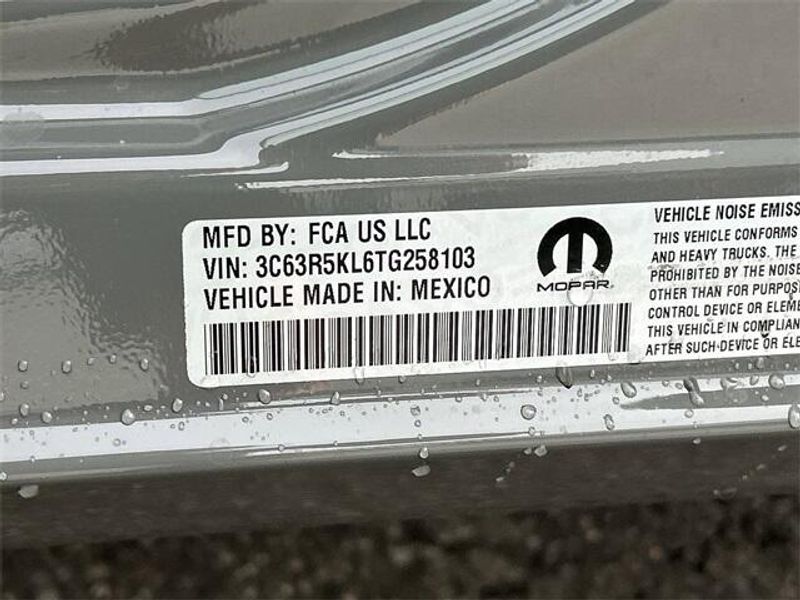 MFD BY: FCA US LLC
VIN: 3C63R5KL6TG258103
VEHICLE MADE IN: MEXICO
MOPAR
VEHICLE NOISE EMISS
THIS VEHICLE CONFORMS
AND HEAVY TRUCKS. THE
PROHIBITED BY THE NOISE
OTHER THAN FOR PURPOS
CONTROL DEVICE OR ELEME
THIS VEHICLE IN COMPLIAN
AFTER SUCH DEVICE OR ELE